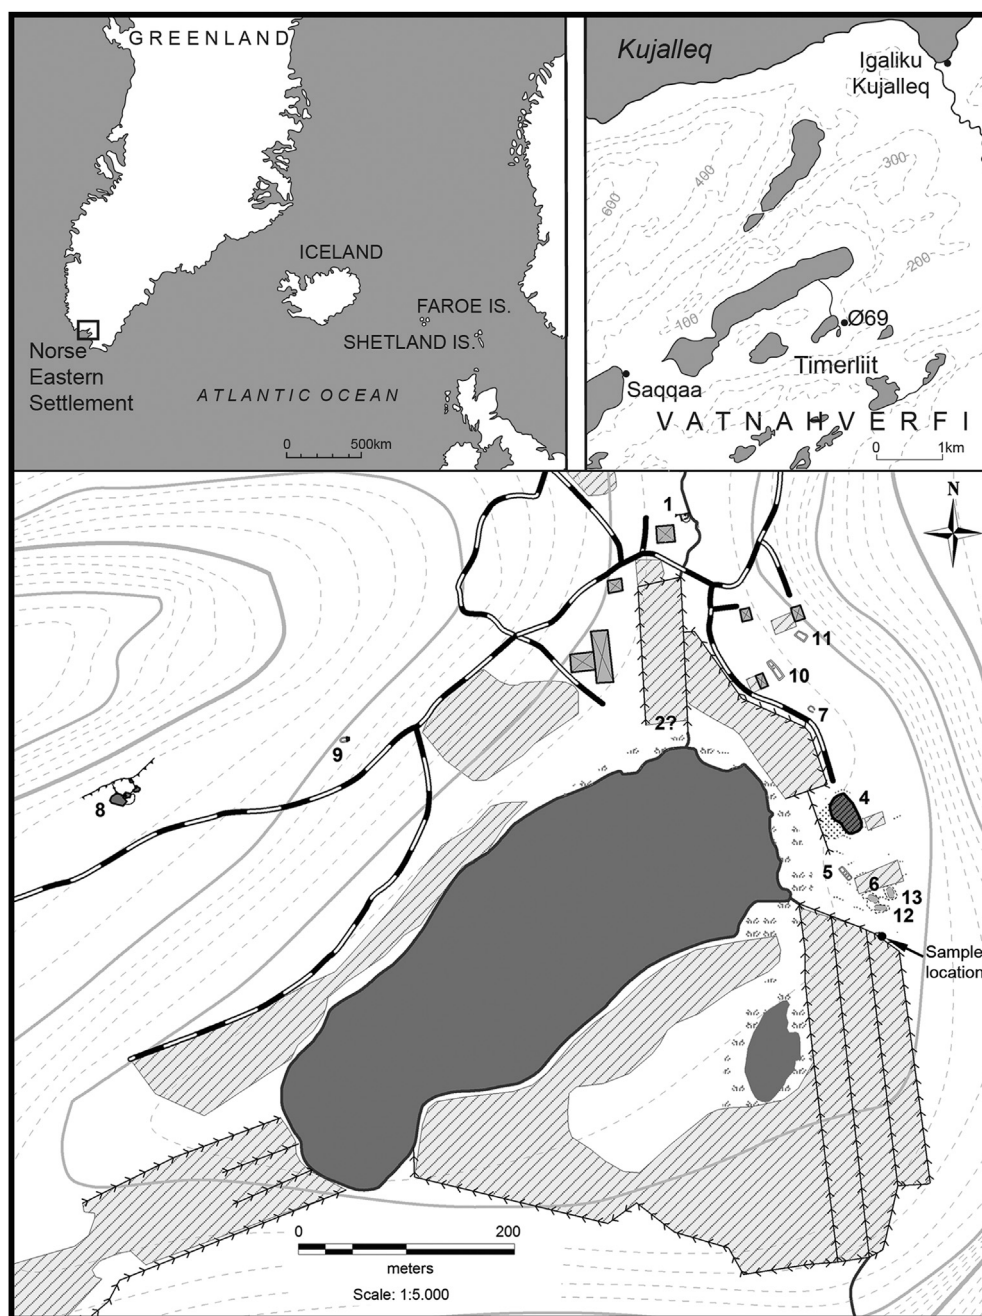 GREENLAND
ICELAND
FAROE IS.
SHETLAND IS.
Norse
Eastern
Settlement
ATLANTIC OCEAN
0 500km
Kujalleq
Igaliku
Kujalleq
600
400
300
200
100
Ø69
Timerliit
Saqqaa
VATNAHVERFI
0 1km
1
N
11
10
2?
7
9
8
4
5
6
13
12
Sample
location
0 200
meters
Scale: 1:5.000